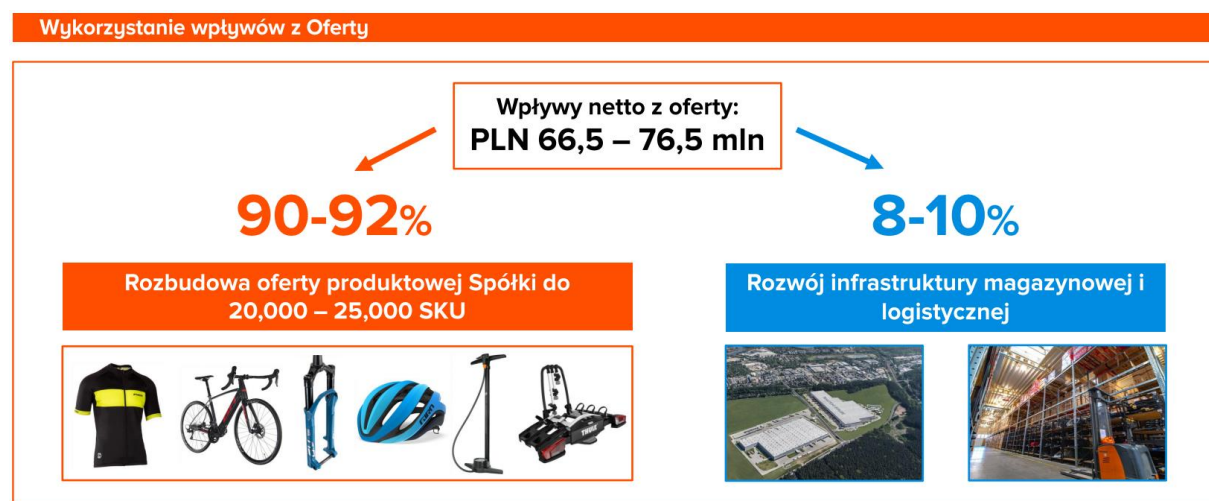 Wykorzystanie wpływów z Oferty
Wpływy netto z oferty:
PLN 66,5 – 76,5 mln
90-92%
8-10%
Rozbudowa oferty produktowej Spółki do
20,000 – 25,000 SKU
Rozwój infrastruktury magazynowej i
logistycznej
THULE